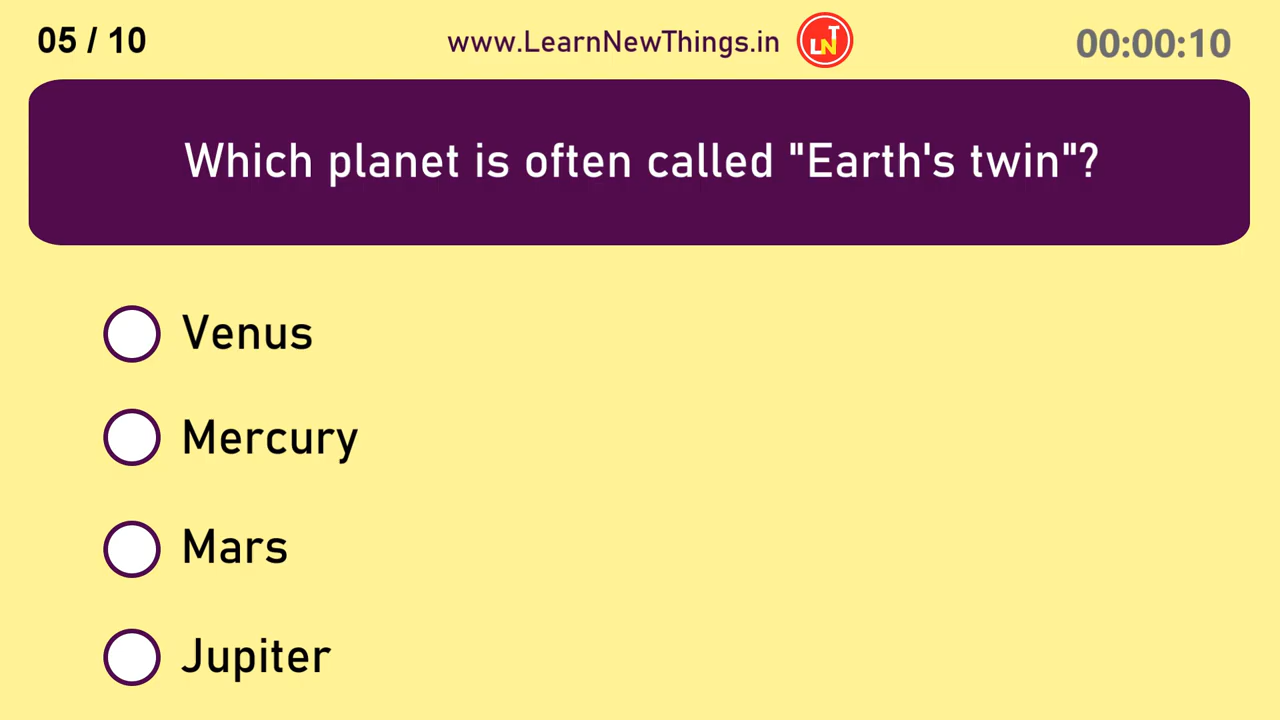 05 / 10
www.LearnNewThings.in
LNT
00:00:10
Which planet is often called "Earth's twin"?
Venus
Mercury
Mars
Jupiter